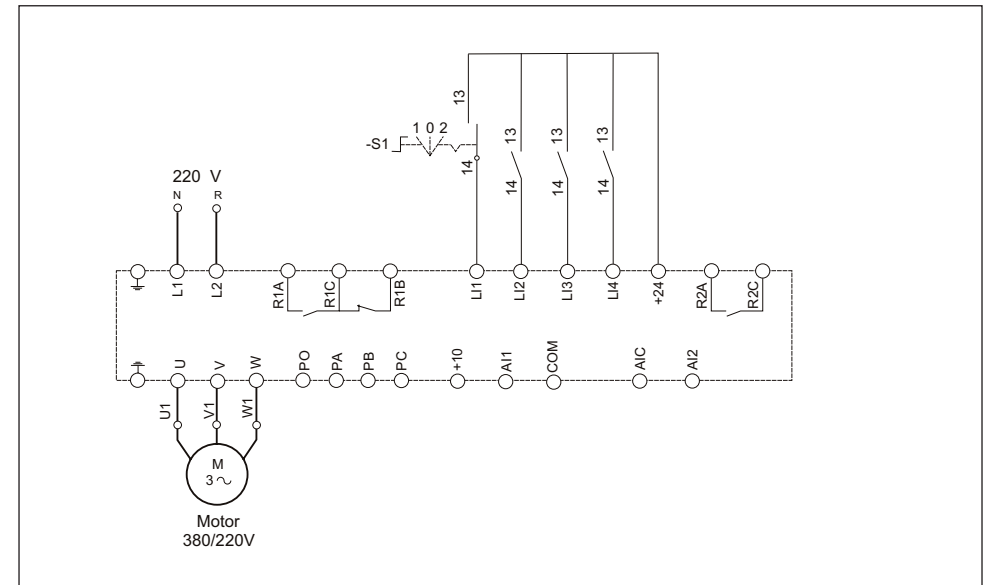 13
1 0 2
-S1
14
13
13
13
14
14
14
220 V
N R
L1 L2 R1A R1C R1B LI1 LI2 LI3 LI4 +24 R2A R2C
U V W PO PA PB PC +10 AI1 COM AIC AI2
U1 V1 W1
M
3
Motor
380/220V